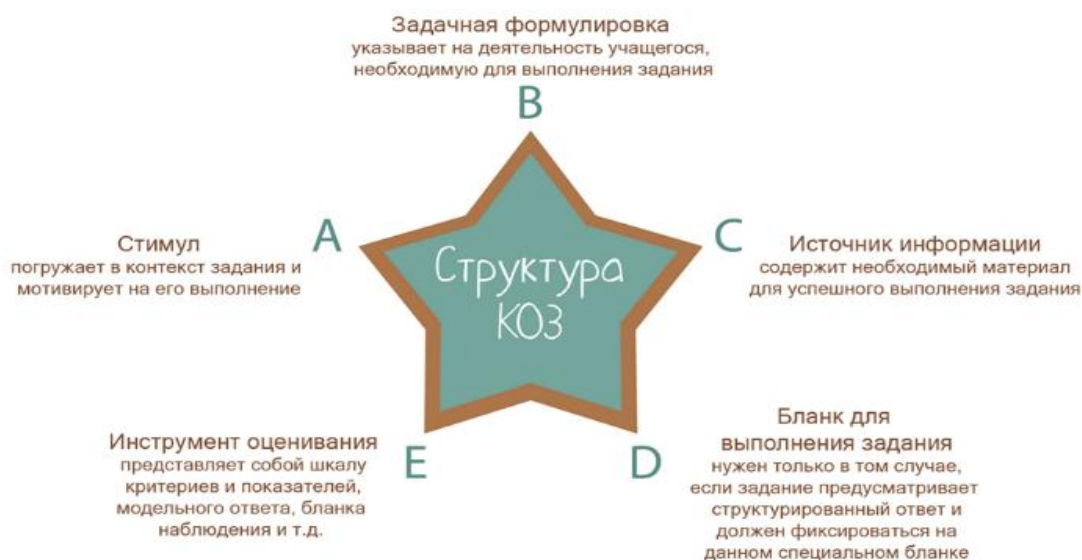 Задачная формулировка
указывает на деятельность учащегося,
необходимую для выполнения задания
B
A
Стимул
погружает в контекст задания и
мотивирует на его выполнение
Структура
КОЗ
C
Источник информации
содержит необходимый материал
для успешного выполнения задания
Инструмент оценивания
представляет собой шкалу
критериев и показателей,
модельного ответа, бланка
наблюдения и т.д.
E
D
Бланк для
выполнения задания
нужен только в том случае,
если задание предусматривает
структурированный ответ и
должен фиксироваться на
данном специальном бланке